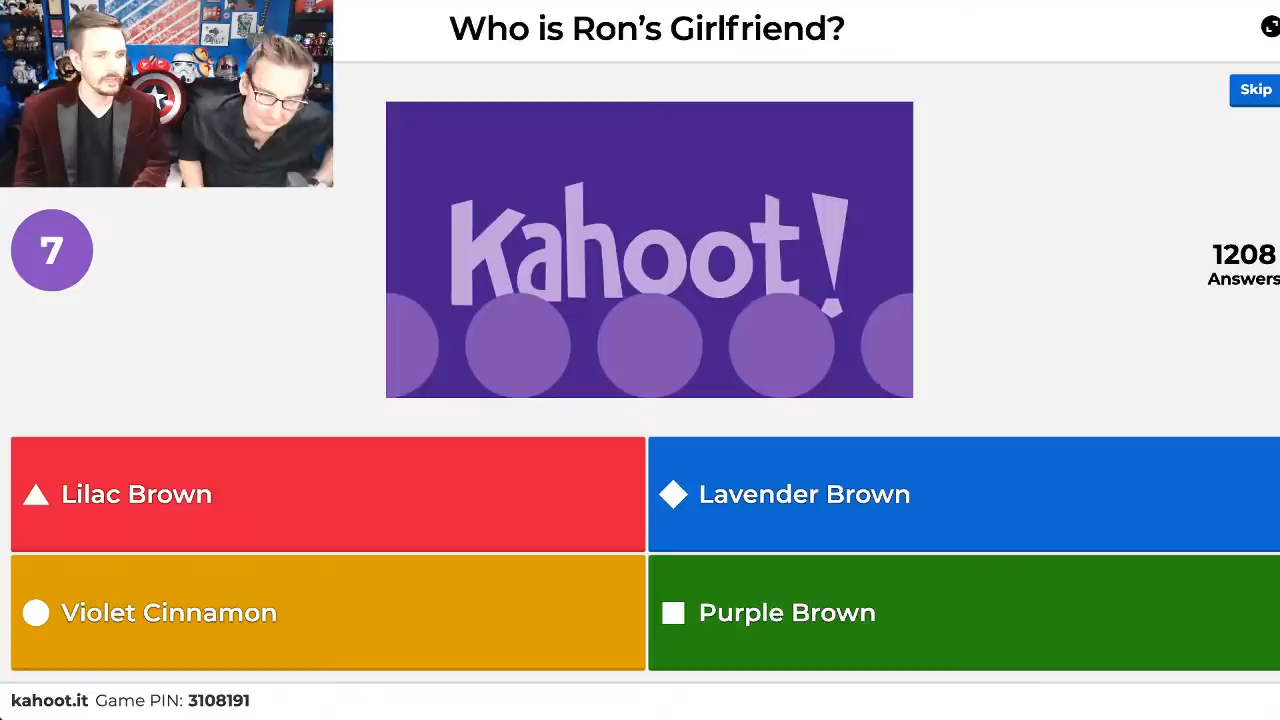 Who is Ron’s Girlfriend?
Skip
Kahoot!
7
1208
Answers
Lilac Brown
Lavender Brown
Violet Cinnamon
Purple Brown
kahoot.it Game PIN: 3108191